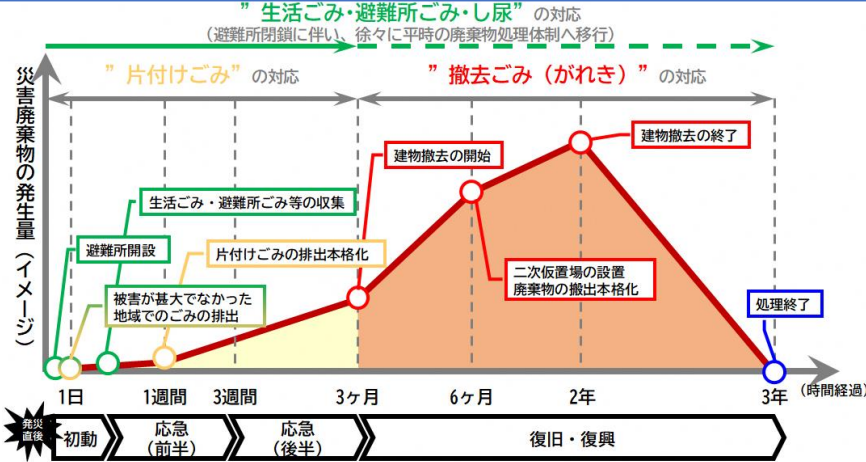 ”生活ごみ・避難所ごみ・し尿”の対応
（避難所閉鎖に伴い、徐々に平時の廃棄物処理体制へ移行）
”片付けごみ”の対応
”撤去ごみ（がれき）”の対応
災害廃棄物の発生量（イメージ）
建物撤去の開始
建物撤去の終了
生活ごみ・避難所ごみ等の収集
避難所開設
片付けごみの排出本格化
二次仮置場の設置
廃棄物の搬出本格化
被害が甚大でなかった
地域でのごみの排出
処理終了
1日
1週間
3週間
3ヶ月
6ヶ月
2年
3年
（時間経過）
発災
直後
初動
応急
（前半）
応急
（後半）
復旧・復興